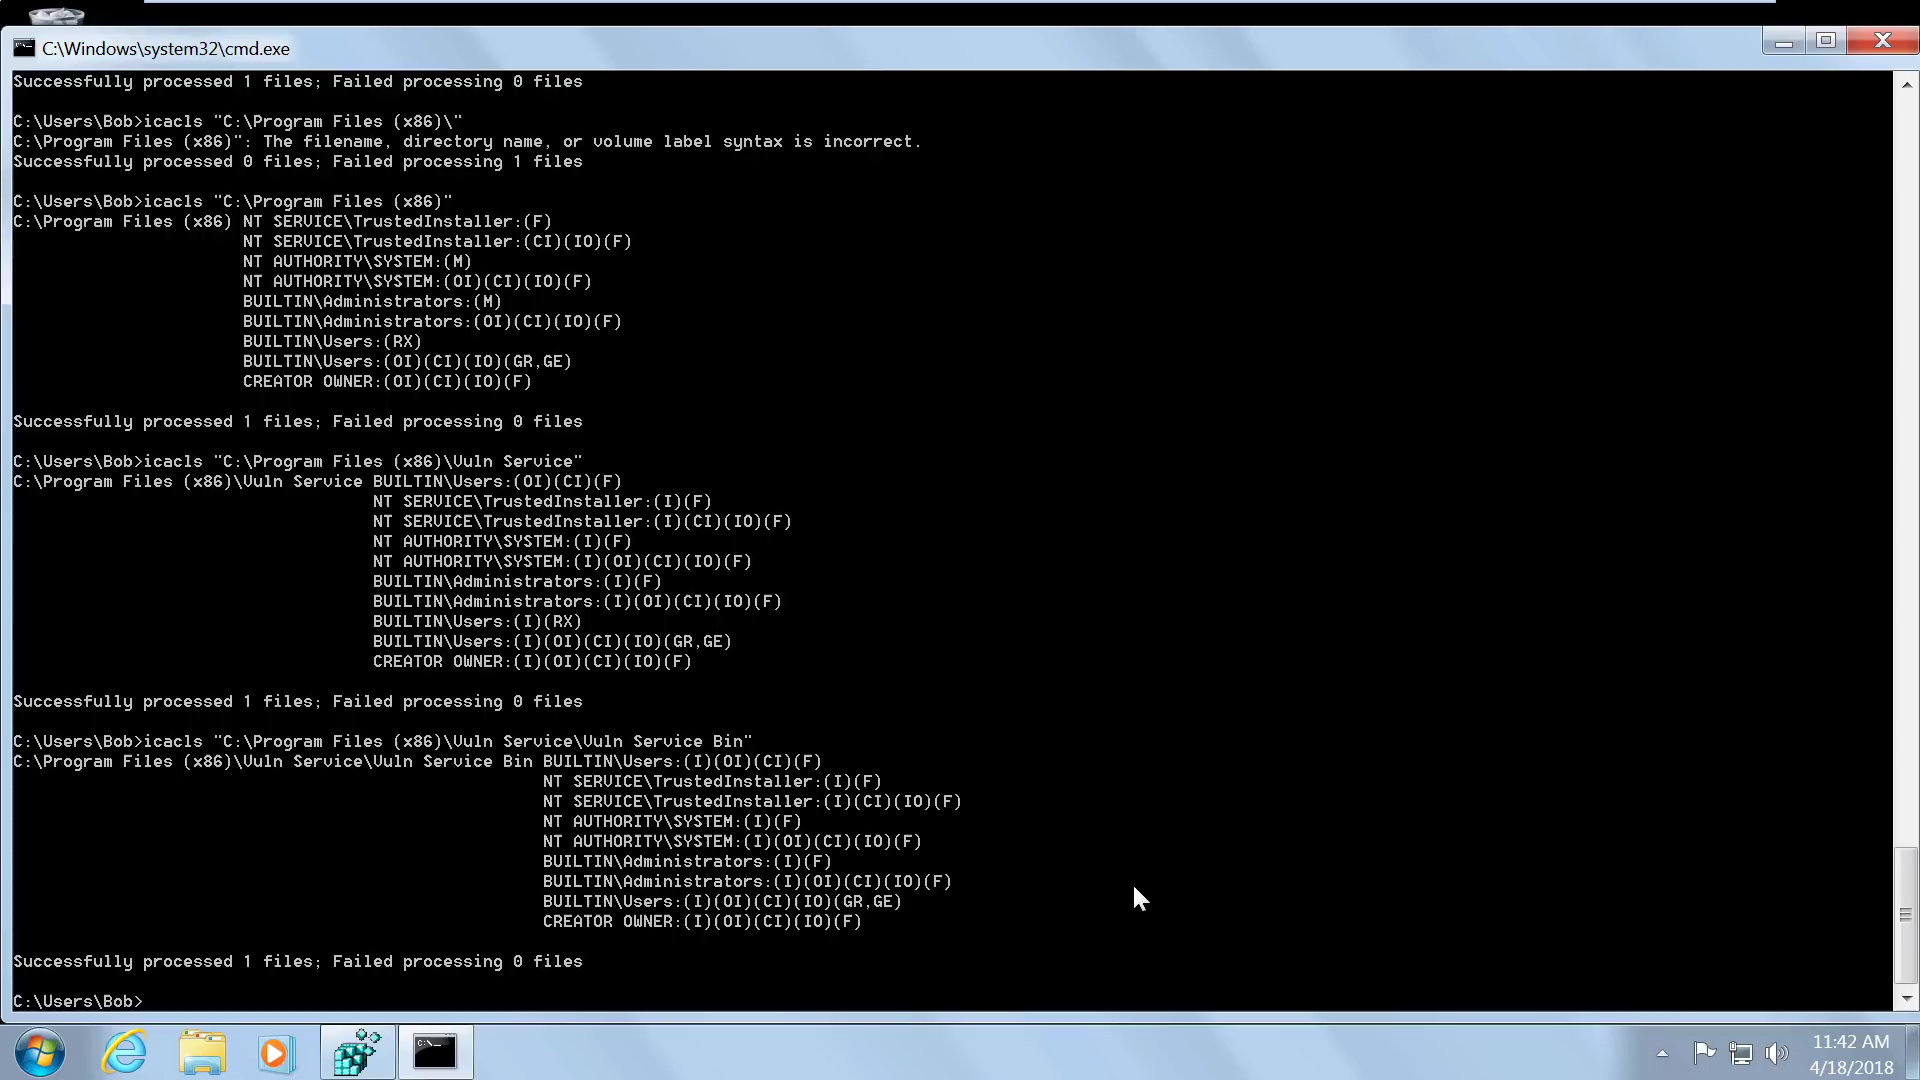 C:\Windows\system32\cmd.exe
Successfully processed 1 files; Failed processing 0 files
C:\Users\Bob>icacls "C:\Program Files (x86)\"
C:\Program Files (x86)": The filename, directory name, or volume label syntax is incorrect.
Successfully processed 0 files; Failed processing 1 files
C:\Users\Bob>icacls "C:\Program Files (x86)"
C:\Program Files (x86) NT SERVICE\TrustedInstaller:(F)
NT SERVICE\TrustedInstaller:(CI)(IO)(F)
NT AUTHORITY\SYSTEM:(M)
NT AUTHORITY\SYSTEM:(OI)(CI)(IO)(F)
BUILTIN\Administrators:(M)
BUILTIN\Administrators:(OI)(CI)(IO)(F)
BUILTIN\Users:(RX)
BUILTIN\Users:(OI)(CI)(IO)(GR,GE)
CREATOR OWNER:(OI)(CI)(IO)(F)
Successfully processed 1 files; Failed processing 0 files
C:\Users\Bob>icacls "C:\Program Files (x86)\Vuln Service"
C:\Program Files (x86)\Vuln Service BUILTIN\Users:(OI)(CI)(F)
NT SERVICE\TrustedInstaller:(I)(F)
NT SERVICE\TrustedInstaller:(I)(CI)(IO)(F)
NT AUTHORITY\SYSTEM:(I)(F)
NT AUTHORITY\SYSTEM:(I)(OI)(CI)(IO)(F)
BUILTIN\Administrators:(I)(F)
BUILTIN\Administrators:(I)(OI)(CI)(IO)(F)
BUILTIN\Users:(I)(RX)
BUILTIN\Users:(I)(OI)(CI)(IO)(GR,GE)
CREATOR OWNER:(I)(OI)(CI)(IO)(F)
Successfully processed 1 files; Failed processing 0 files
C:\Users\Bob>icacls "C:\Program Files (x86)\Vuln Service\Vuln Service Bin"
C:\Program Files (x86)\Vuln Service\Vuln Service Bin BUILTIN\Users:(I)(OI)(CI)(F)
NT SERVICE\TrustedInstaller:(I)(F)
NT SERVICE\TrustedInstaller:(I)(CI)(IO)(F)
NT AUTHORITY\SYSTEM:(I)(F)
NT AUTHORITY\SYSTEM:(I)(OI)(CI)(IO)(F)
BUILTIN\Administrators:(I)(F)
BUILTIN\Administrators:(I)(OI)(CI)(IO)(F)
BUILTIN\Users:(I)(OI)(CI)(IO)(GR,GE)
CREATOR OWNER:(I)(OI)(CI)(IO)(F)
Successfully processed 1 files; Failed processing 0 files
C:\Users\Bob>
11:42 AM
4/18/2018